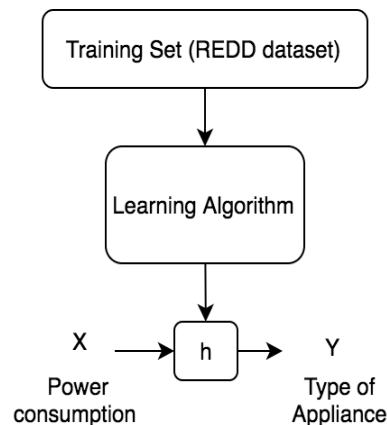 Training Set (REDD dataset)
Learning Algorithm
X
h
Y
Power
consumption
Type of
Appliance